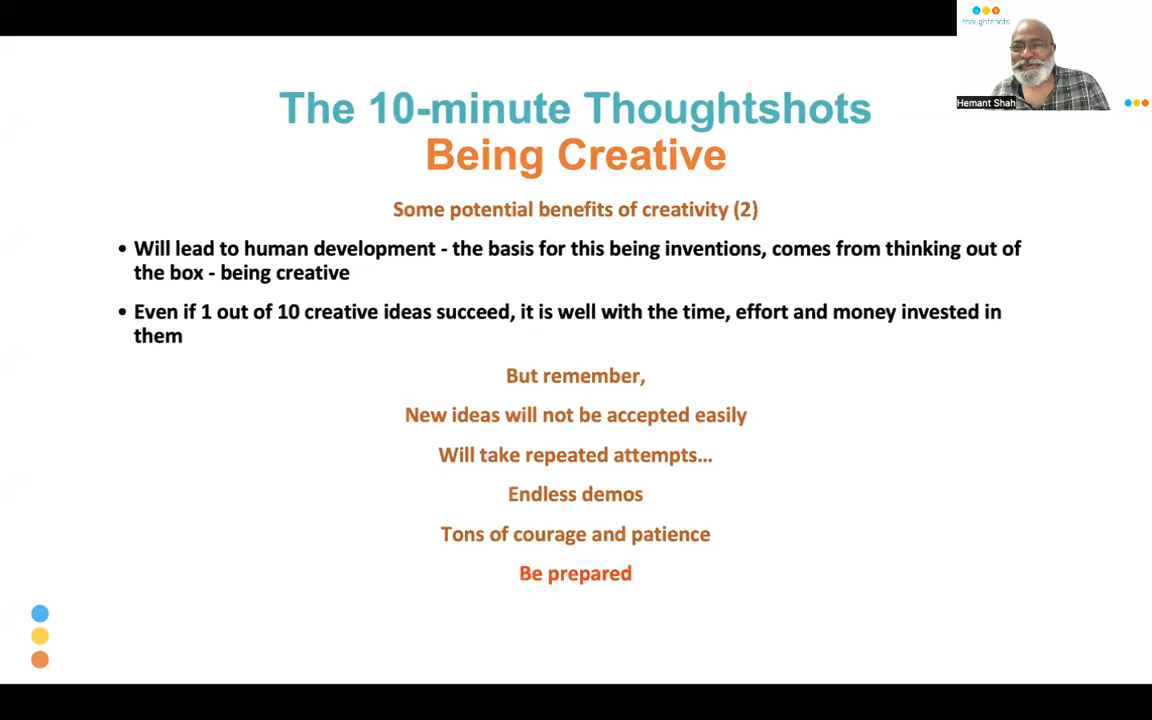 thoughtshots
Hemant Shah
The 10-minute Thoughtshots
Being Creative
Some potential benefits of creativity (2)
• Will lead to human development - the basis for this being inventions, comes from thinking out of
the box - being creative
• Even if 1 out of 10 creative ideas succeed, it is well with the time, effort and money invested in
them
But remember,
New ideas will not be accepted easily
Will take repeated attempts…
Endless demos
Tons of courage and patience
Be prepared